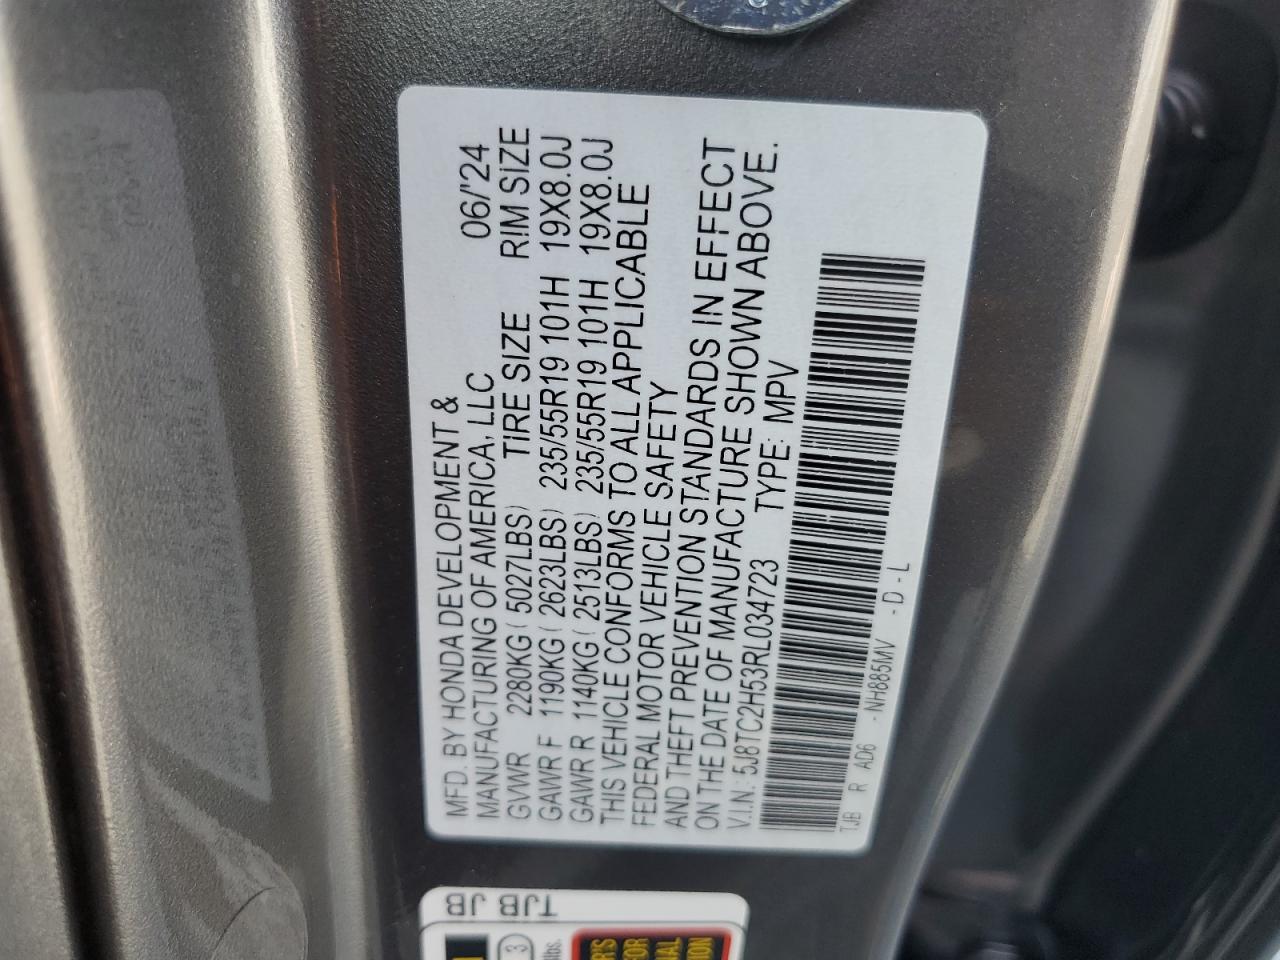 MFD. BY HONDA DEVELOPMENT &
MANUFACTURING OF AMERICA, LLC 06/'24
GVWR 2280KG ( 5027LBS) TIRE SIZE RIM SIZE
GAWR F 1190KG ( 2623LBS) 235/55R19 101H 19X8.0J
GAWR R 1140KG ( 2513LBS) 235/55R19 101H 19X8.0J
THIS VEHICLE CONFORMS TO ALL APPLICABLE
FEDERAL MOTOR VEHICLE SAFETY
AND THEFT PREVENTION STANDARDS IN EFFECT
ON THE DATE OF MANUFACTURE SHOWN ABOVE.
V.I.N.: 5J8TC2H53RL034723 TYPE: MPV
TJB R AD6 - NH885MV - D - L
TJB JB
3
lbs.